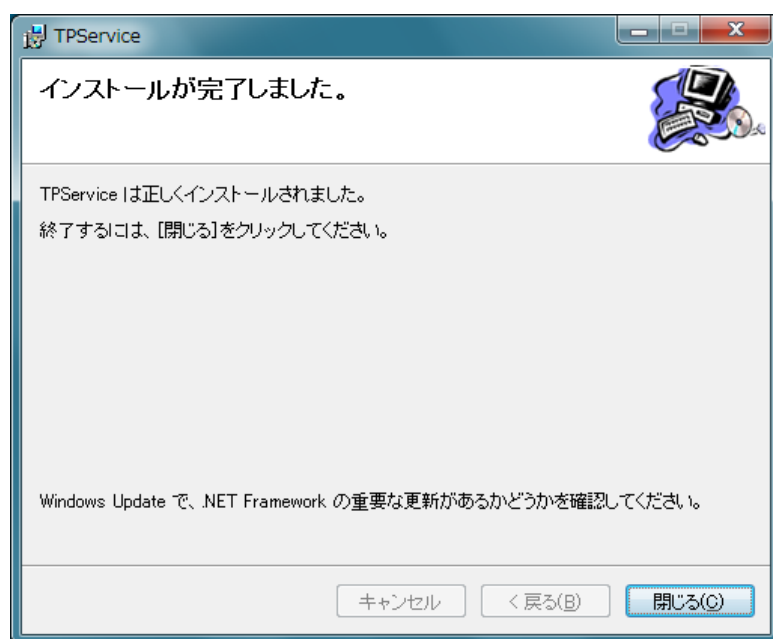 TPService
インストールが完了しました。
TPService は正しくインストールされました。
終了するには、[閉じる]をクリックしてください。
Windows Update で、.NET Framework の重要な更新があるかどうかを確認してください。
キャンセル
< 戻る(B)
閉じる(C)